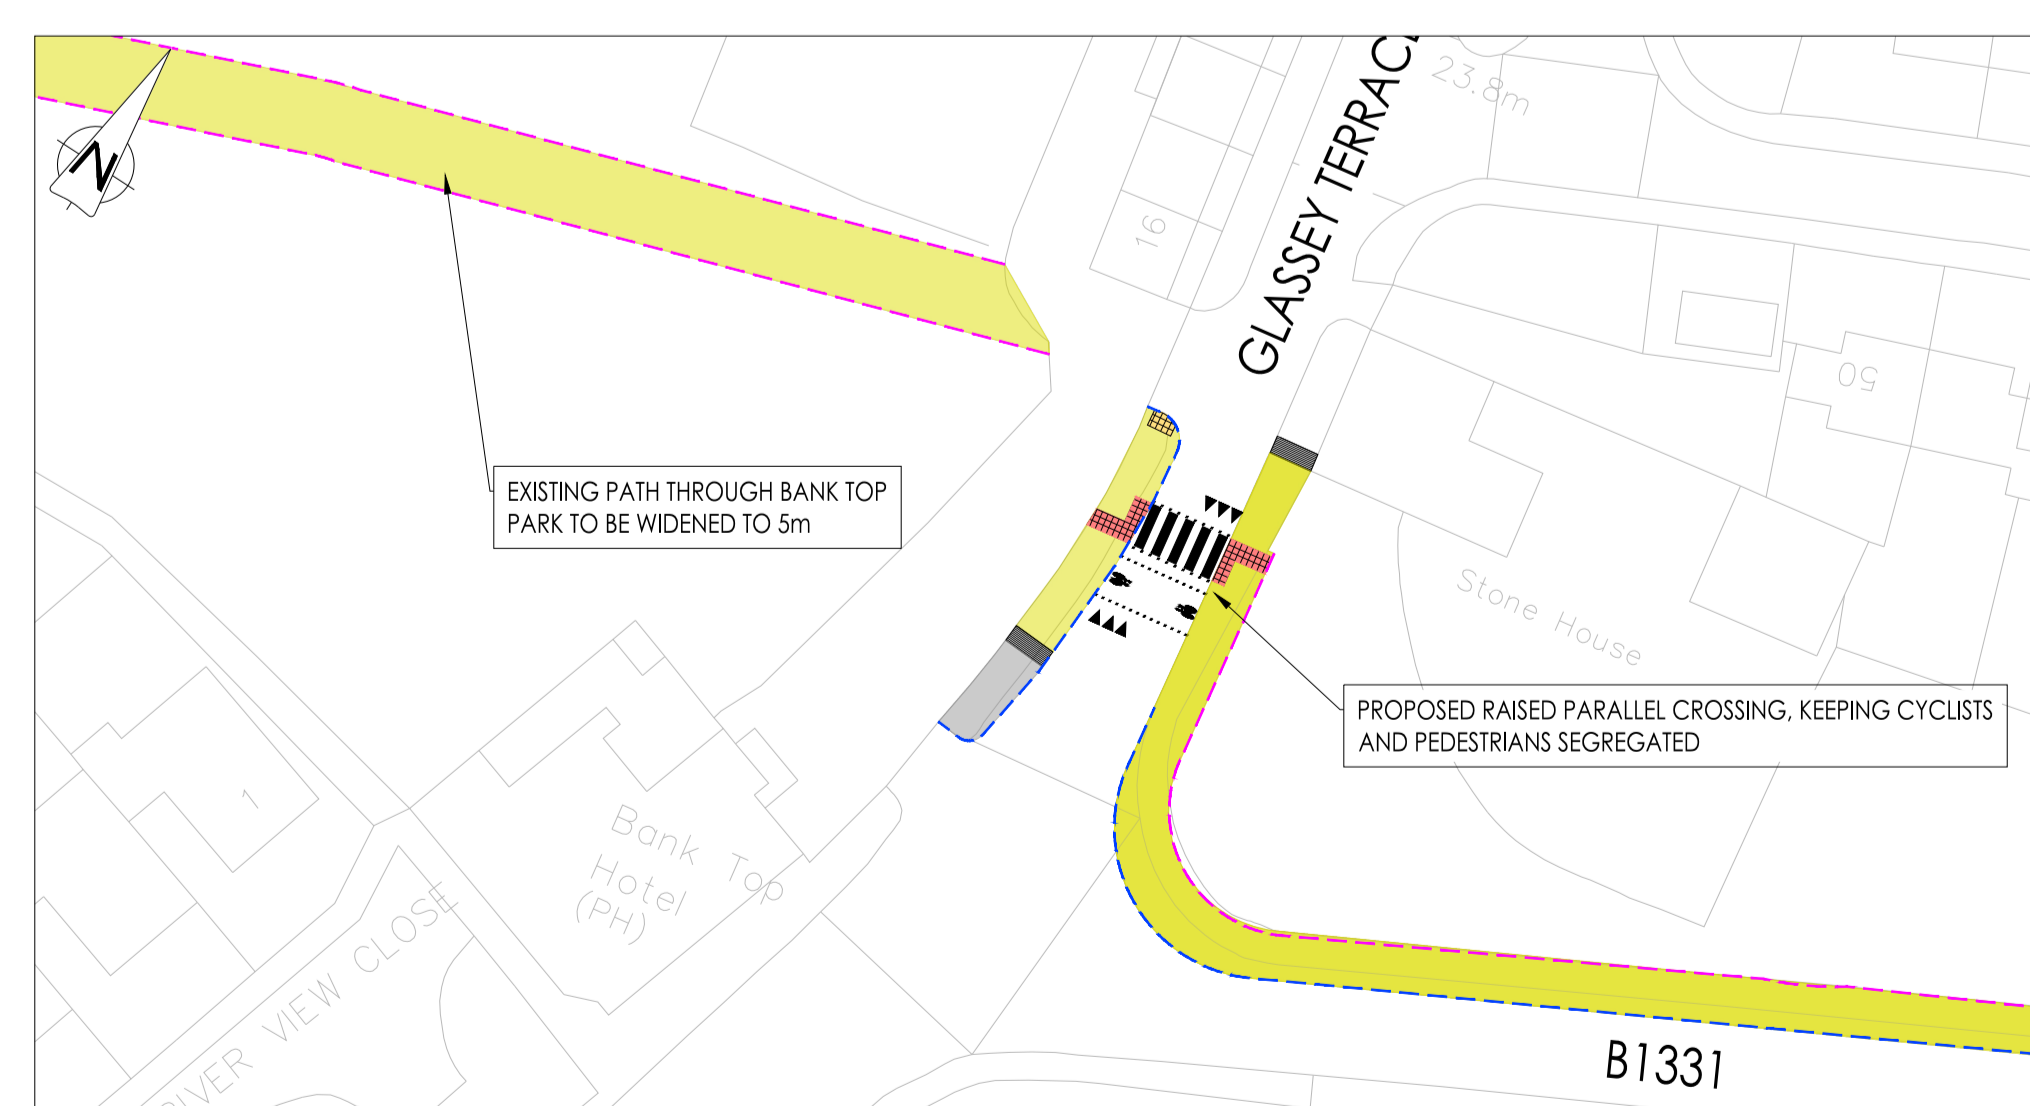 GLASSEY TERRACE
23.8m
N
16
EXISTING PATH THROUGH BANK TOP
PARK TO BE WIDENED TO 5m
50
Stone House
PROPOSED RAISED PARALLEL CROSSING, KEEPING CYCLISTS
AND PEDESTRIANS SEGREGATED
1
Bank Top
Hotel
(PH)
RIVER VIEW CLOSE
B1331